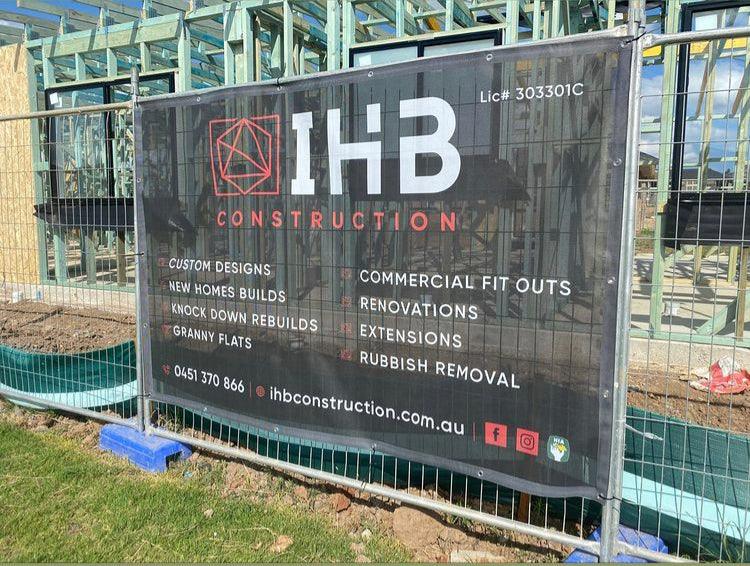 Lic# 303301C
IHB
CONSTRUCTION
CUSTOM DESIGNS
NEW HOMES BUILDS
KNOCK DOWN REBUILDS
GRANNY FLATS
COMMERCIAL FIT OUTS
RENOVATIONS
EXTENSIONS
RUBBISH REMOVAL
0451 370 866 | ihbconstruction.com.au |
HIA